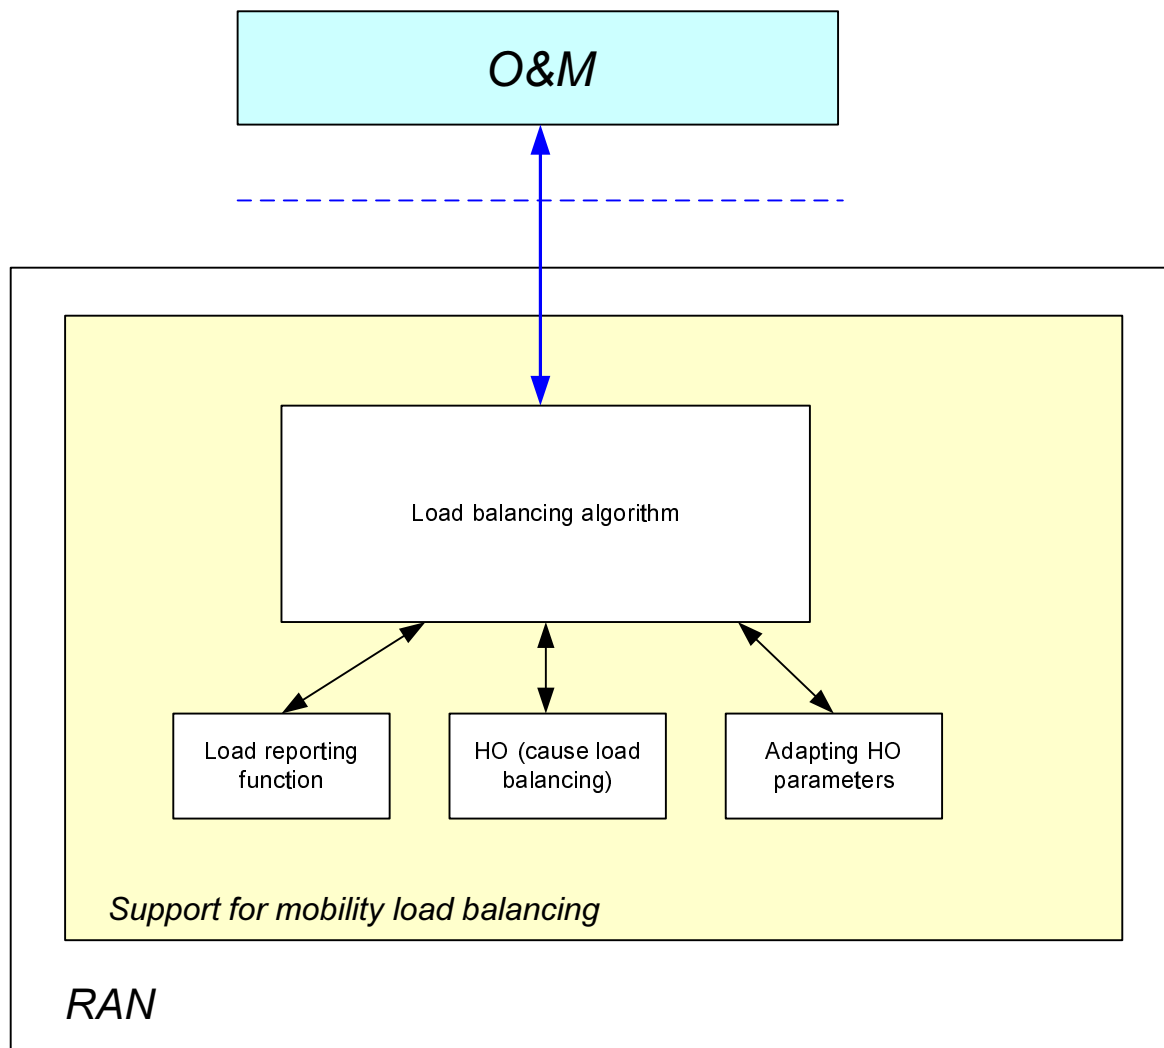 O&M
Load balancing algorithm
Load reporting
function
HO (cause load
balancing)
Adapting HO
parameters
Support for mobility load balancing
RAN